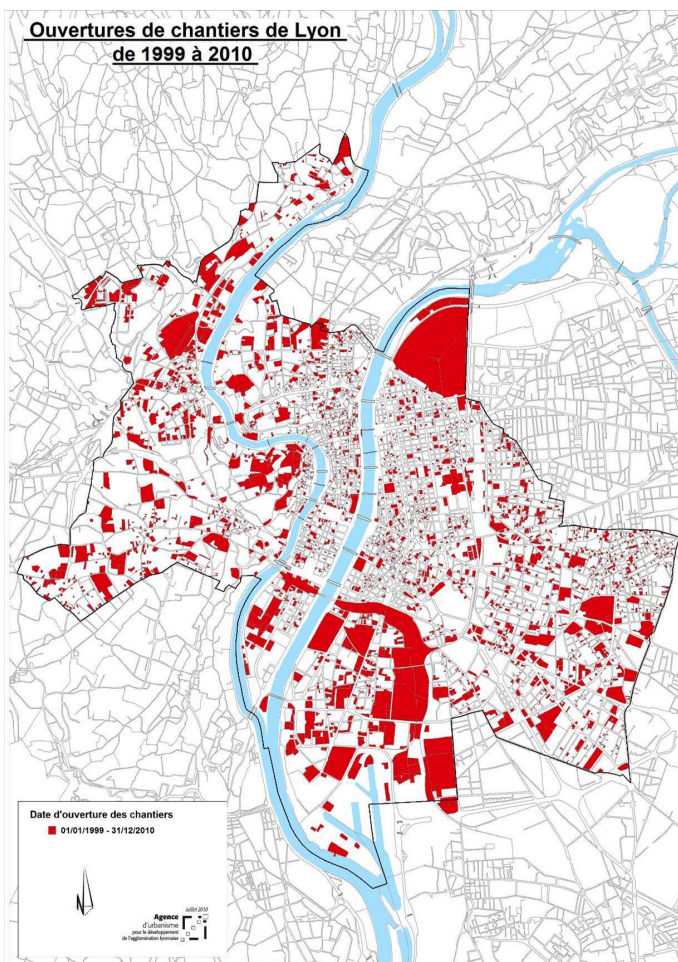 Ouvertures de chantiers de Lyon
de 1999 à 2010
Date d'ouverture des chantiers
01/01/1999 - 31/12/2010
N
Juillet 2010
Agence
d'urbanisme
pour le développement
de l'agglomération lyonnaise